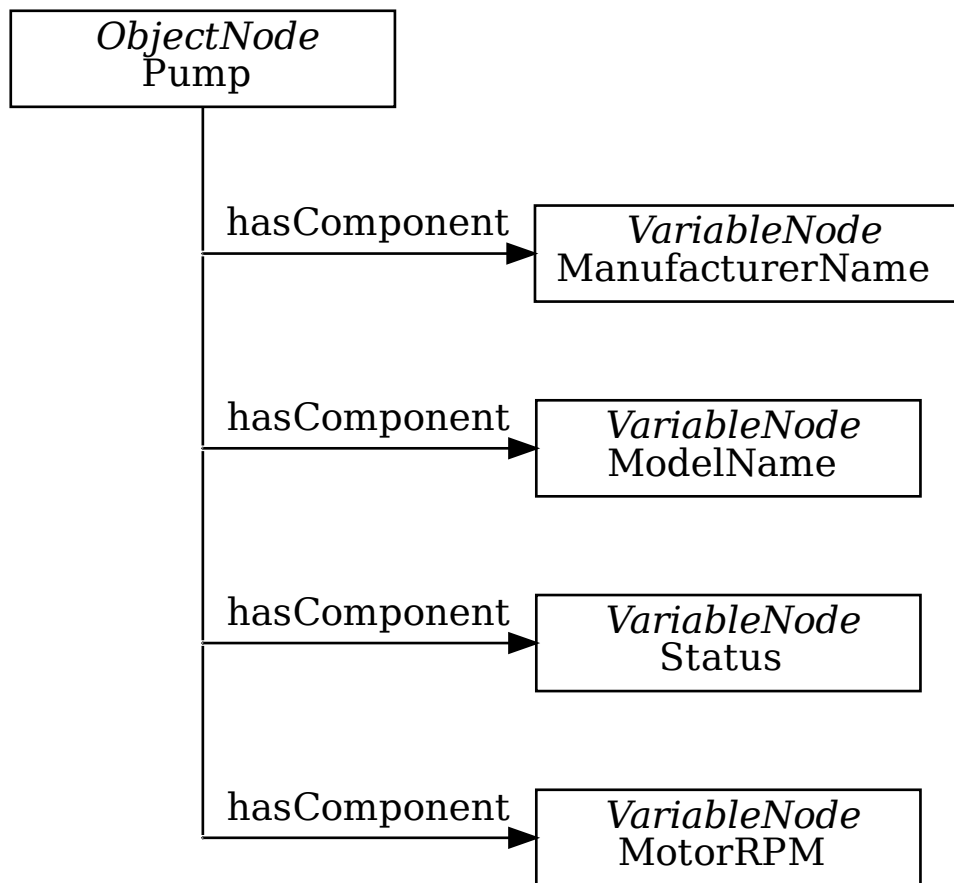 ObjectNode
Pump
hasComponent
VariableNode
ManufacturerName
hasComponent
VariableNode
ModelName
hasComponent
VariableNode
Status
hasComponent
VariableNode
MotorRPM